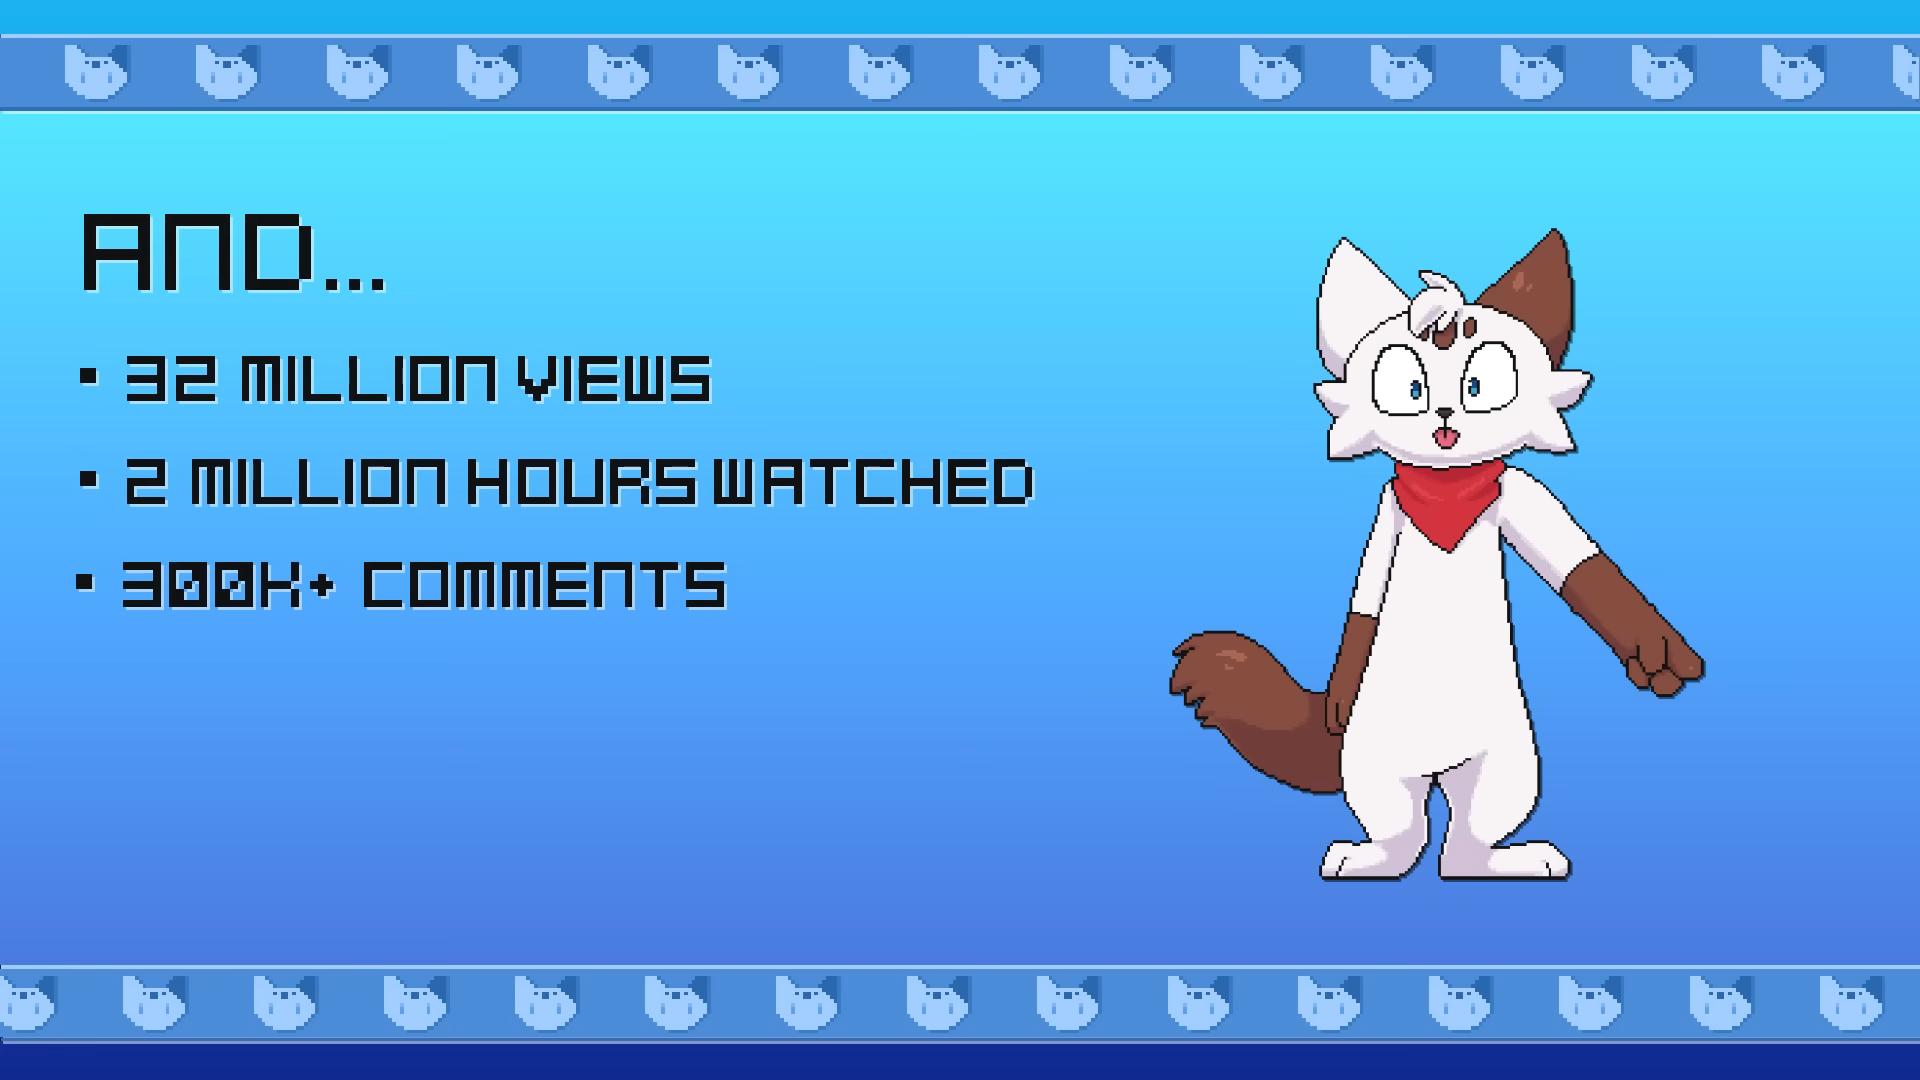 AND...
▪ 32 MILLION VIEWS
▪ 2 MILLION HOURS WATCHED
▪ 300K+ COMMENTS